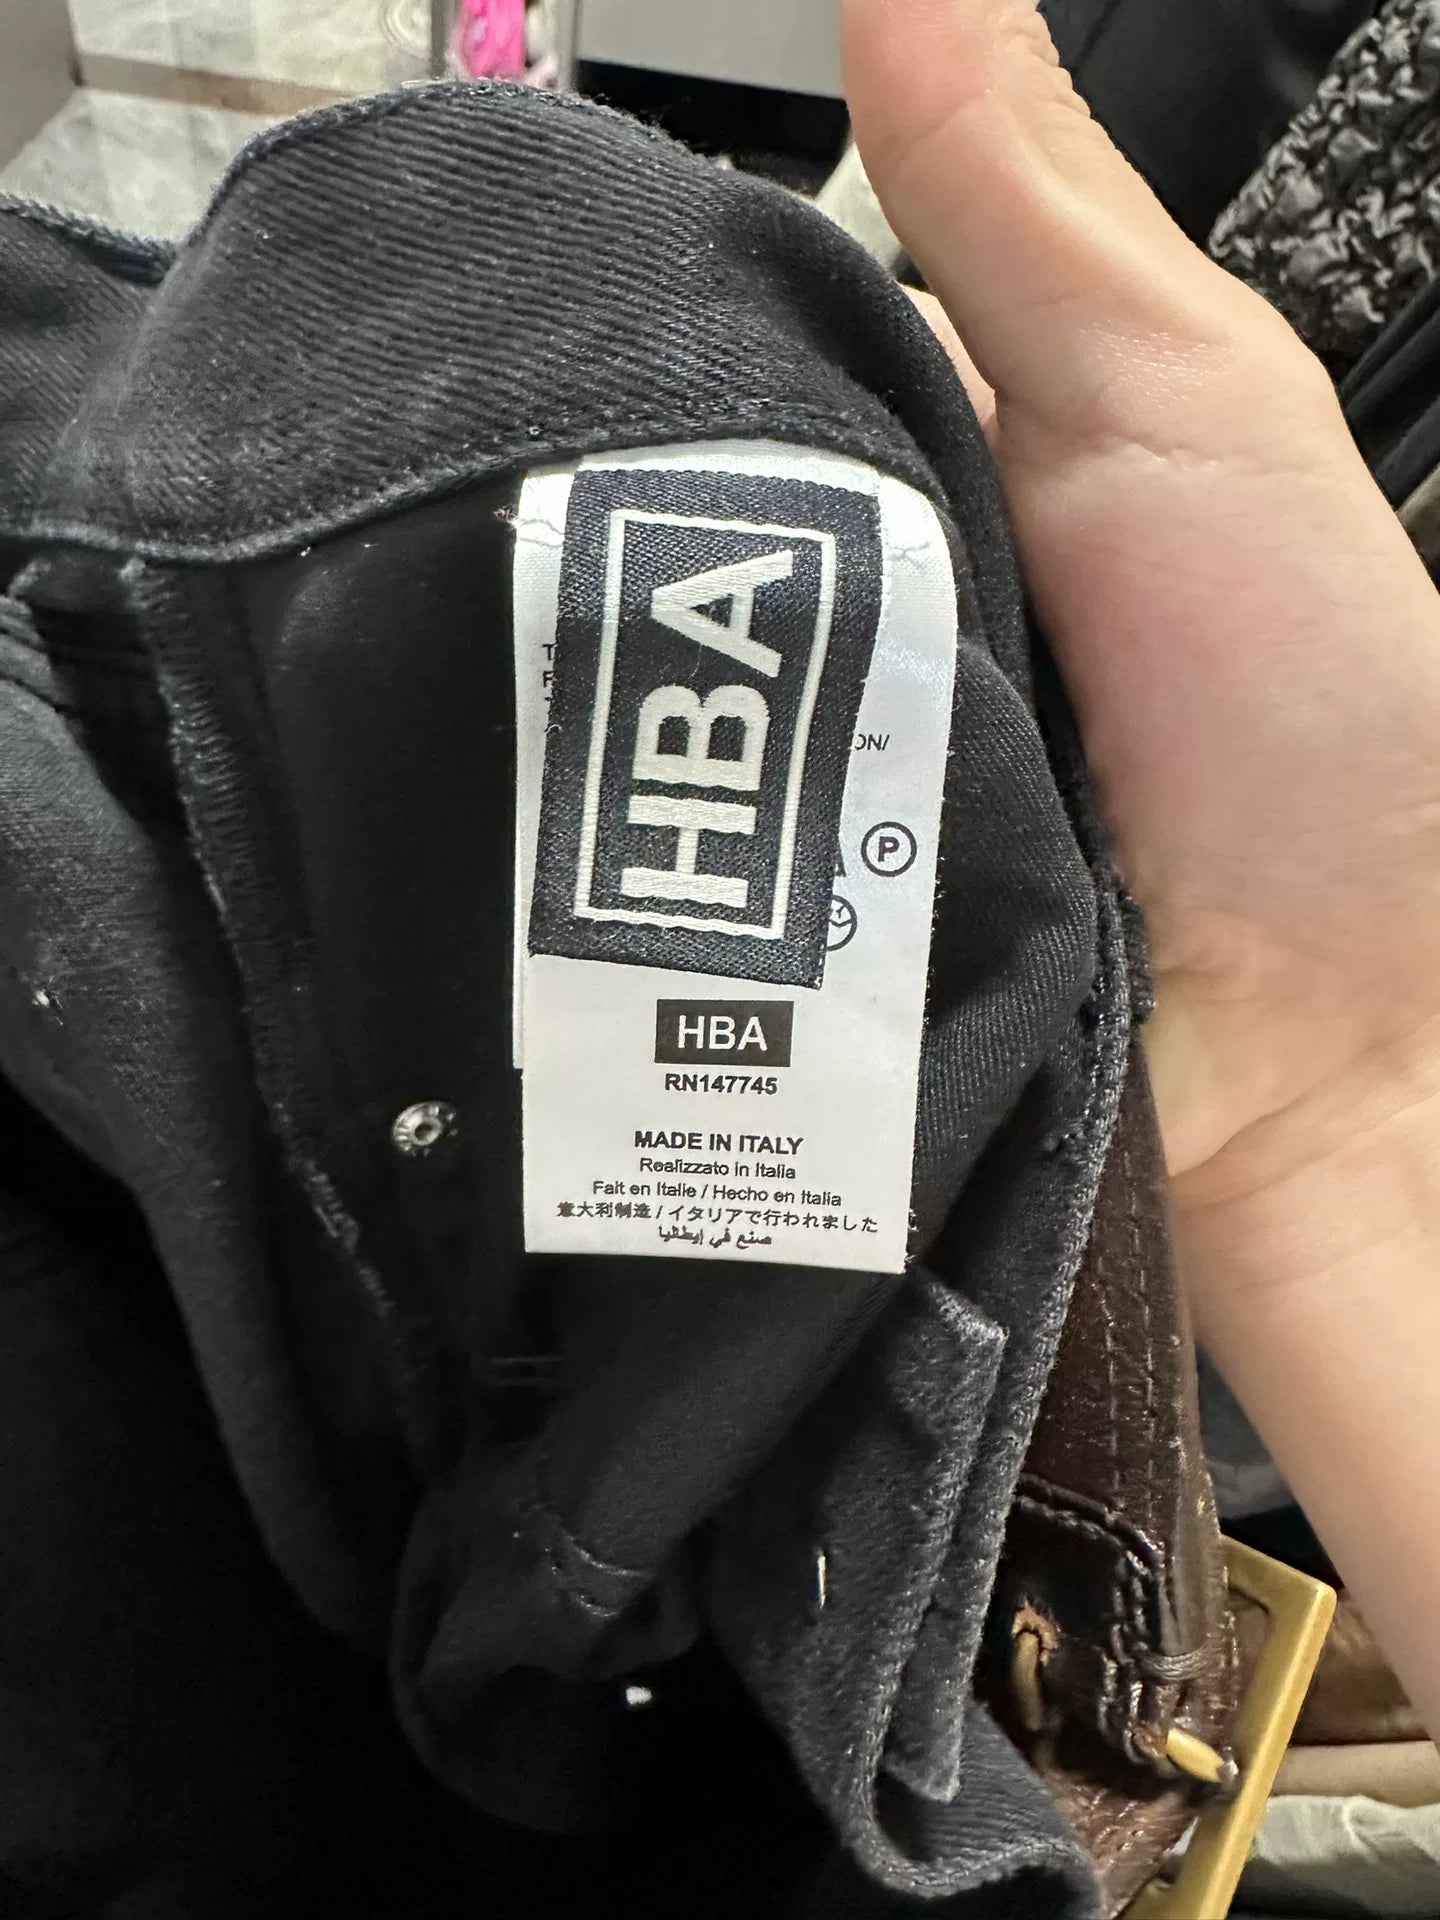 HBA
ON/
P
HBA
RN147745
MADE IN ITALY
Realizzato in Italia
Fait en Italie / Hecho en Italia
意大利制造 / イタリアで行われました
صنع في إيطاليا